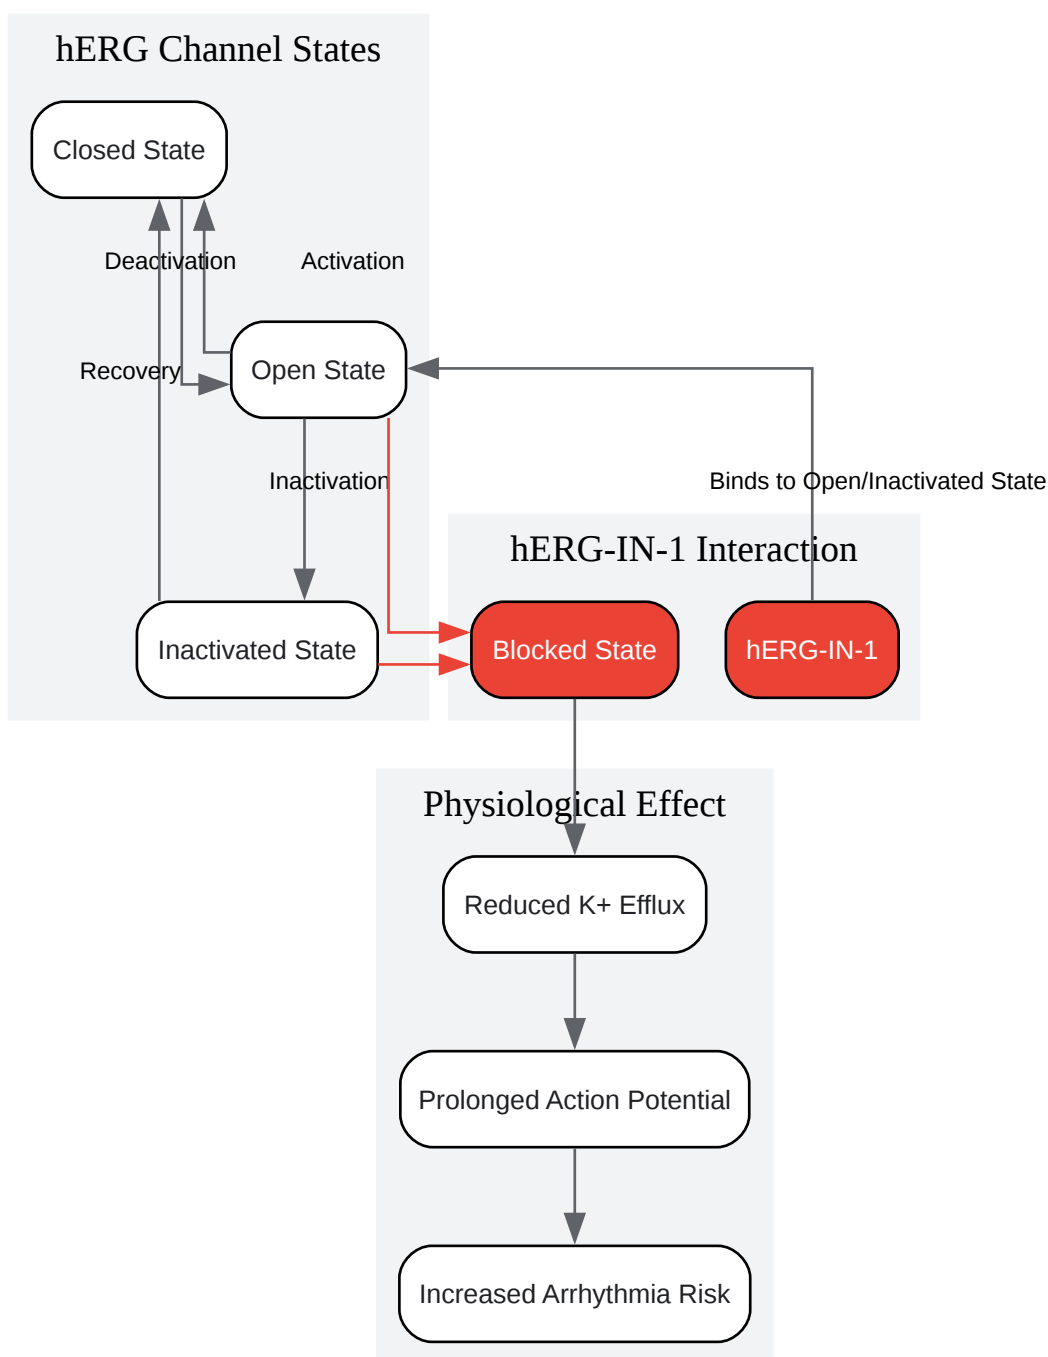 hERG Channel States
Closed State
Deactivation
Activation
Open State
Recovery
Inactivation
Binds to Open/Inactivated State
hERG-IN-1 Interaction
Inactivated State
Blocked State
hERG-IN-1
Physiological Effect
Reduced K+ Efflux
Prolonged Action Potential
Increased Arrhythmia Risk